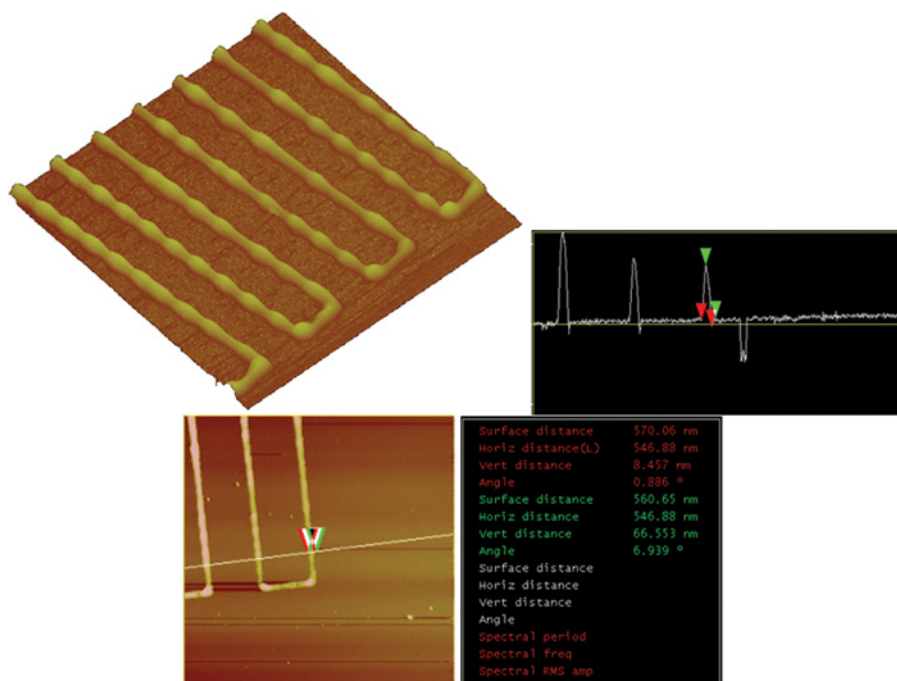 Surface distance 570.06 nm
Horiz distance(L) 546.88 nm
Vert distance 8.457 nm
Angle 0.886 °
Surface distance 560.65 nm
Horiz distance 546.88 nm
Vert distance 66.553 nm
Angle 6.939 °
Surface distance
Horiz distance
Vert distance
Angle
Spectral period
Spectral freq
Spectral RMS amp